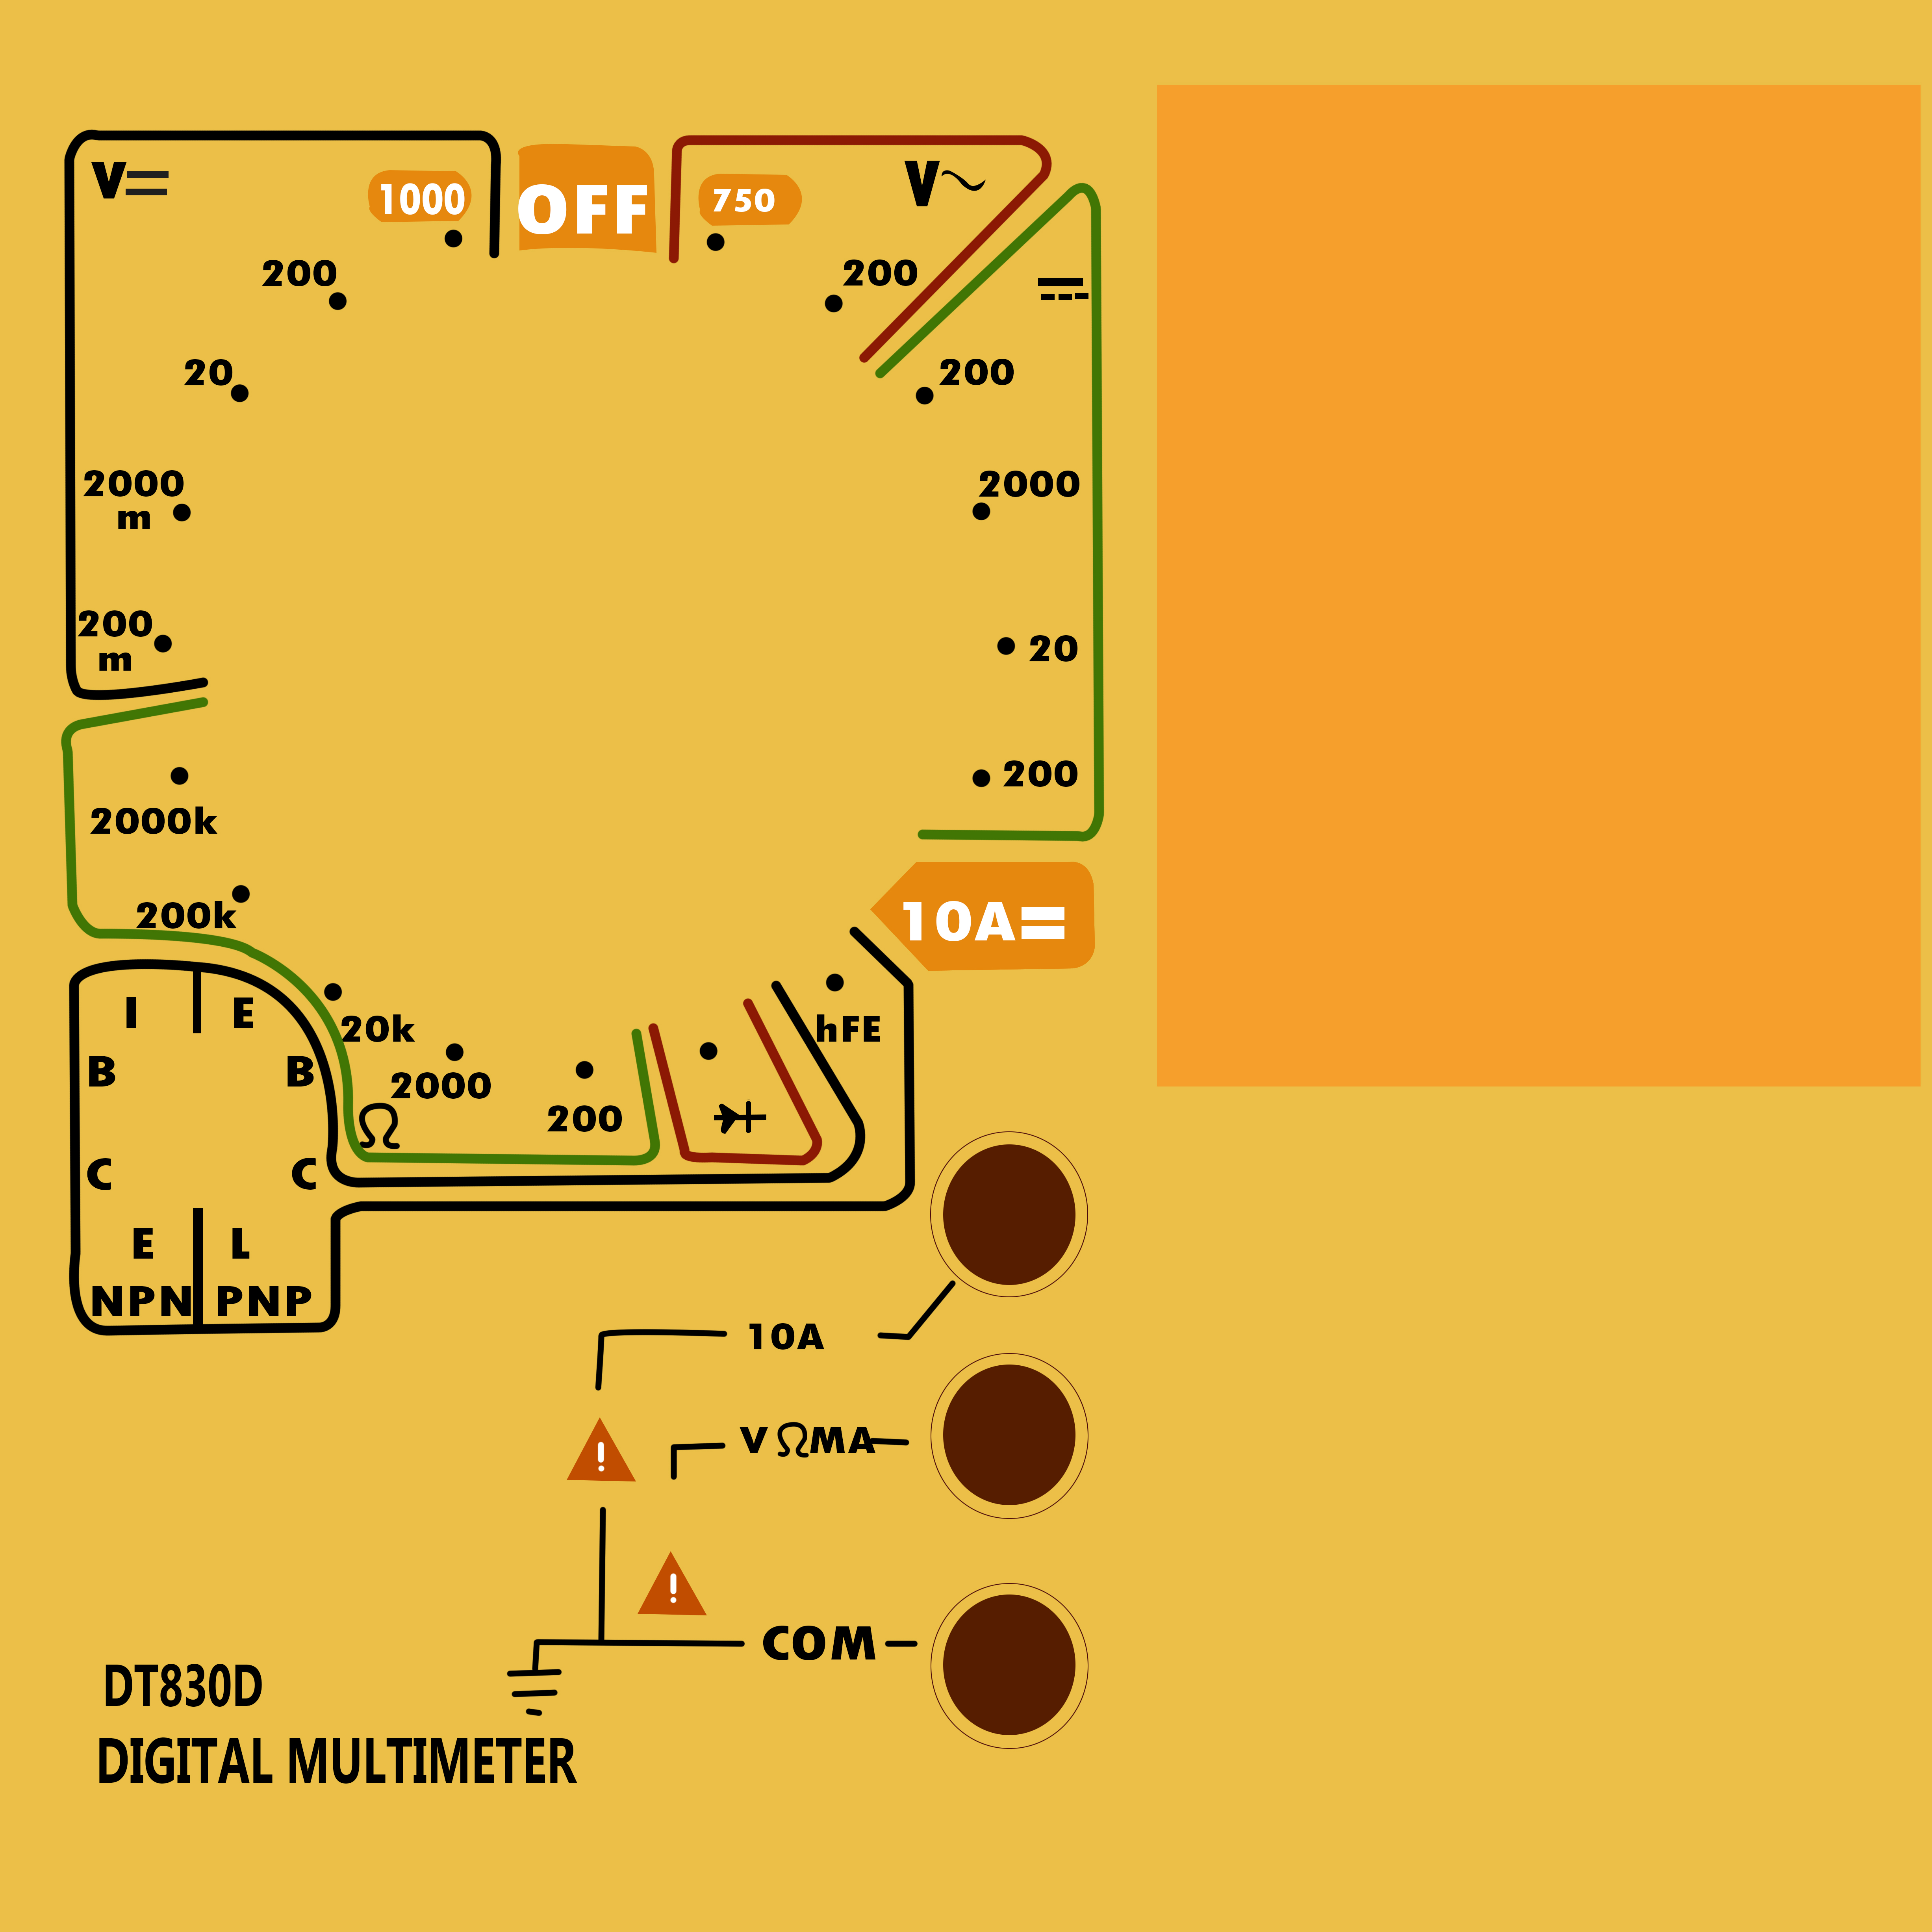 V=
1000
OFF
750
V~
200
200
20
200
2000
m
2000
200
m
20
200
2000k
200k
10A=
I E
20k
hFE
B B
2000
200
Ω
C C
E L
NPN PNP
10A
!
V ΩMA
!
COM
DT830D
DIGITAL MULTIMETER